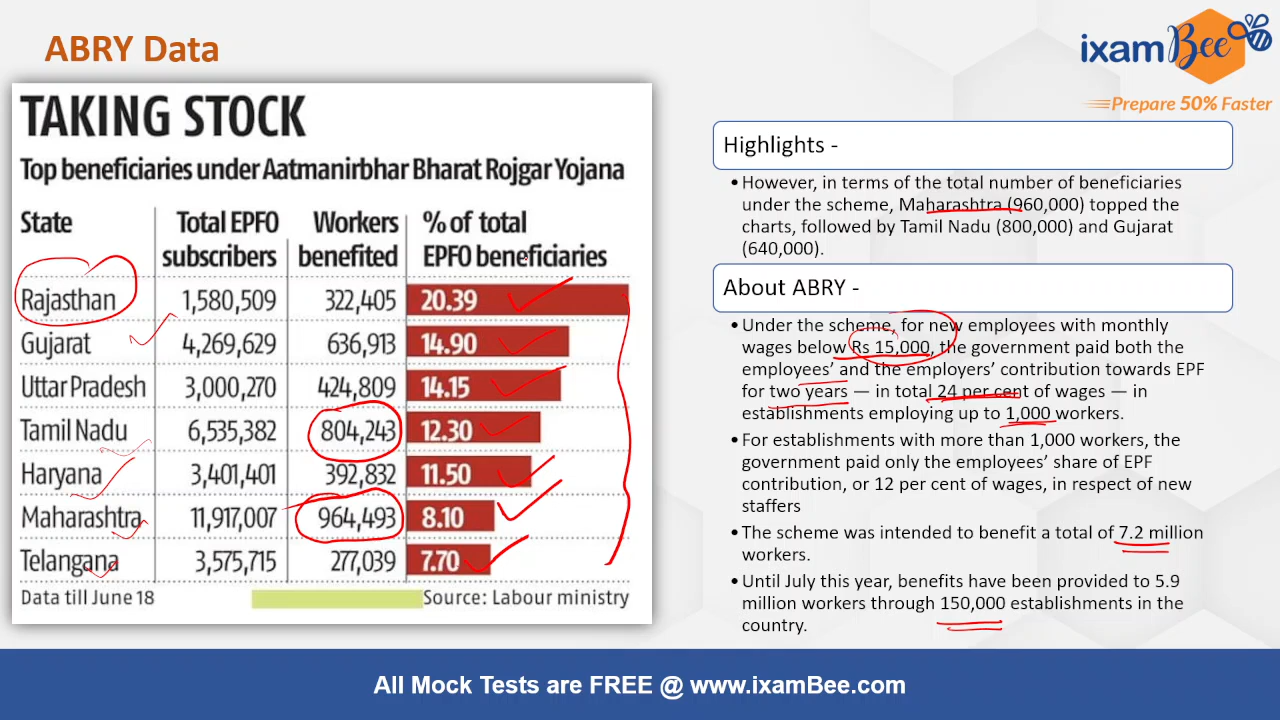 ABRY Data
ixamBee
Prepare 50% Faster
TAKING STOCK
Top beneficiaries under Aatmanirbhar Bharat Rojgar Yojana
State Total EPFO subscribers Workers benefited % of total EPFO beneficiaries
Rajasthan 1,580,509 322,405 20.39
Gujarat 4,269,629 636,913 14.90
Uttar Pradesh 3,000,270 424,809 14.15
Tamil Nadu 6,535,382 804,243 12.30
Haryana 3,401,401 392,832 11.50
Maharashtra 11,917,007 964,493 8.10
Telangana 3,575,715 277,039 7.70
Data till June 18 Source: Labour ministry
Highlights -
• However, in terms of the total number of beneficiaries
under the scheme, Maharashtra (960,000) topped the
charts, followed by Tamil Nadu (800,000) and Gujarat
(640,000).
About ABRY -
• Under the scheme, for new employees with monthly
wages below Rs 15,000, the government paid both the
employees’ and the employers’ contribution towards EPF
for two years — in total 24 per cent of wages — in
establishments employing up to 1,000 workers.
• For establishments with more than 1,000 workers, the
government paid only the employees’ share of EPF
contribution, or 12 per cent of wages, in respect of new
staffers
• The scheme was intended to benefit a total of 7.2 million
workers.
• Until July this year, benefits have been provided to 5.9
million workers through 150,000 establishments in the
country.
All Mock Tests are FREE @ www.ixamBee.com